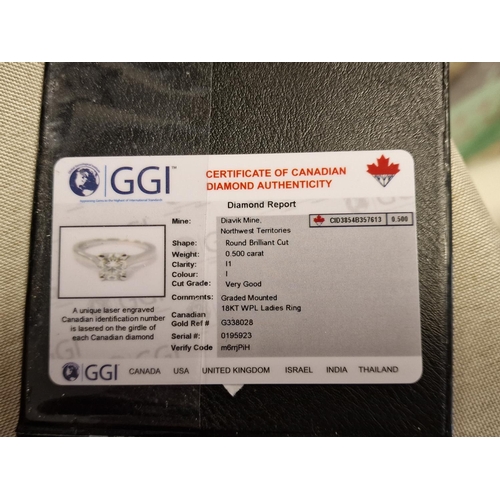 GGI™
CERTIFICATE OF CANADIAN
DIAMOND AUTHENTICITY
Diamond Report
Mine: Diavik Mine, CID3854B357613 0.500
Northwest Territories
Shape: Round Brilliant Cut
Weight: 0.500 carat
Clarity: I1
Colour: I
Cut Grade: Very Good
Comments: Graded Mounted
18KT WPL Ladies Ring
Canadian
Gold Ref # G338028
Serial #: 0195923
Verify Code m6rrjPiH
A unique laser engraved
Canadian identification number
is lasered on the girdle of
each Canadian diamond
GGI CANADA USA UNITED KINGDOM ISRAEL INDIA THAILAND